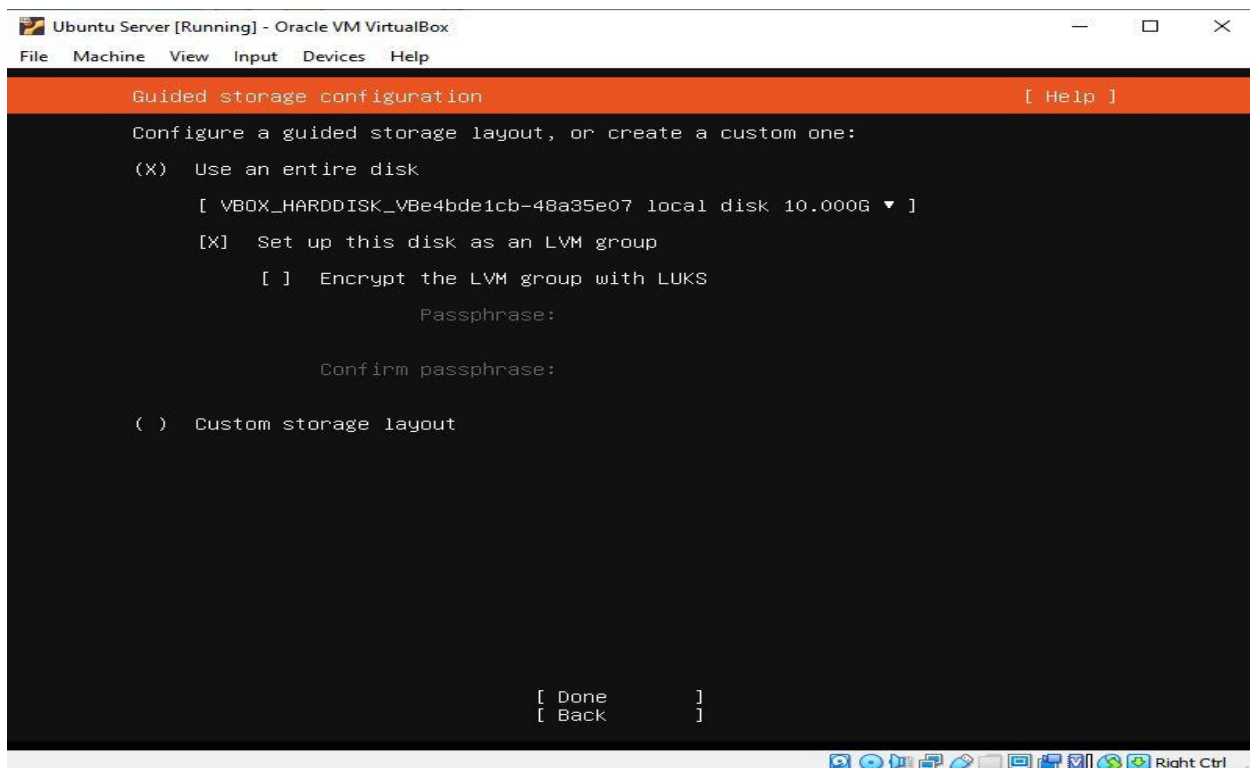 Ubuntu Server [Running] - Oracle VM VirtualBox
File Machine View Input Devices Help
Guided storage configuration [ Help ]
Configure a guided storage layout, or create a custom one:
(X) Use an entire disk
[ VBOX_HARDDISK_VBe4bde1cb-48a35e07 local disk 10.000G ▾ ]
[X] Set up this disk as an LVM group
[ ] Encrypt the LVM group with LUKS
Passphrase:
Confirm passphrase:
( ) Custom storage layout
[ Done ]
[ Back ]
Right Ctrl